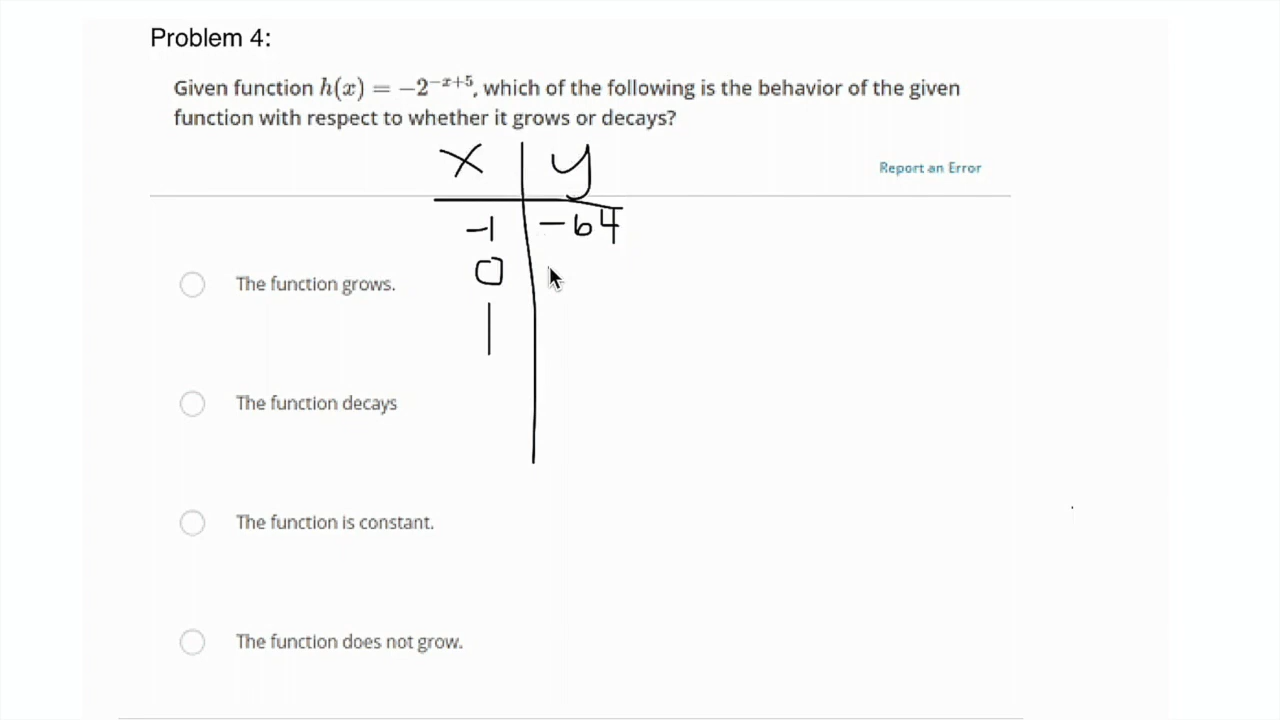 Problem 4:
Given function h(x) = −2^{−x+5}, which of the following is the behavior of the given
function with respect to whether it grows or decays?
x | y
Report an Error
-1 | -64
0
The function grows.
1
The function decays
The function is constant.
The function does not grow.